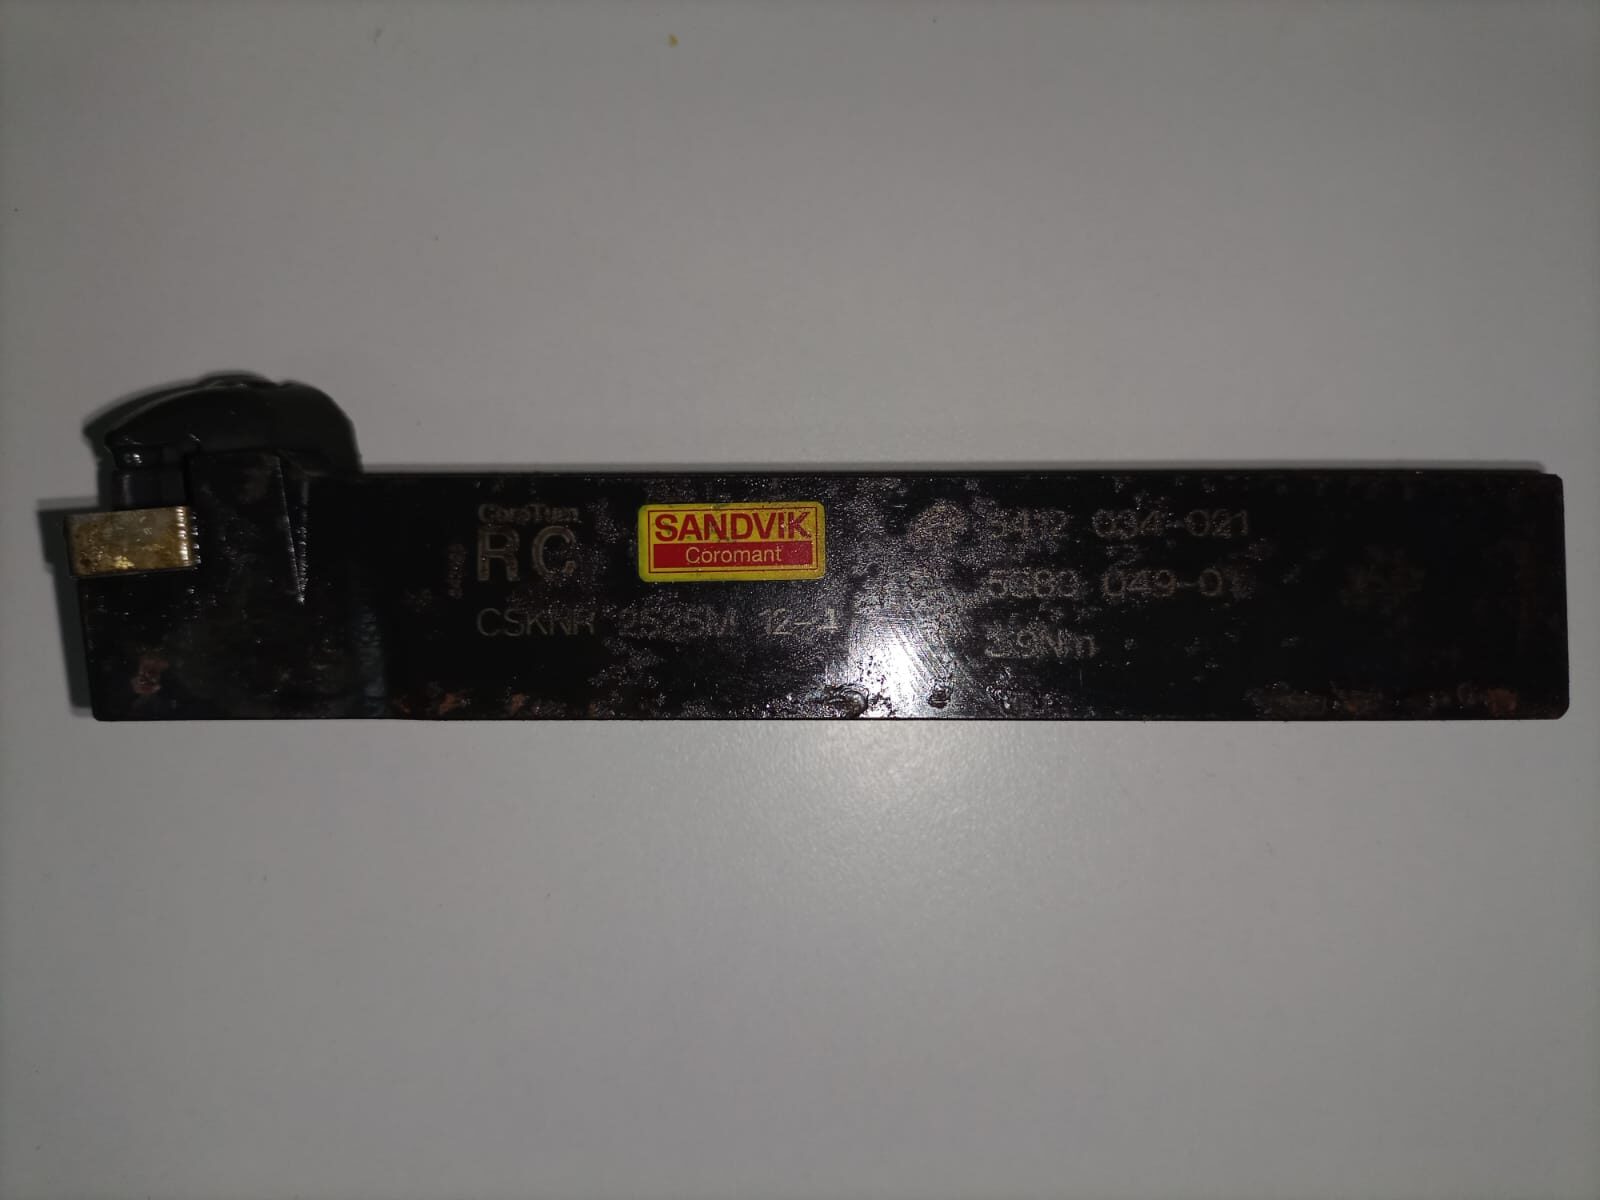 CoroTurn
RC
CSKNR 2525M 12-4
SANDVIK
Coromant
5412 034-021
5680 049-01
3.9Nm